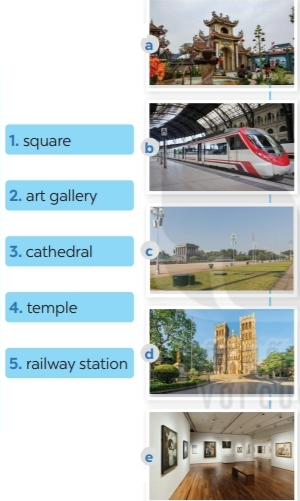 a
1. square
b
2. art gallery
3. cathedral
c
4. temple
d
5. railway station
e